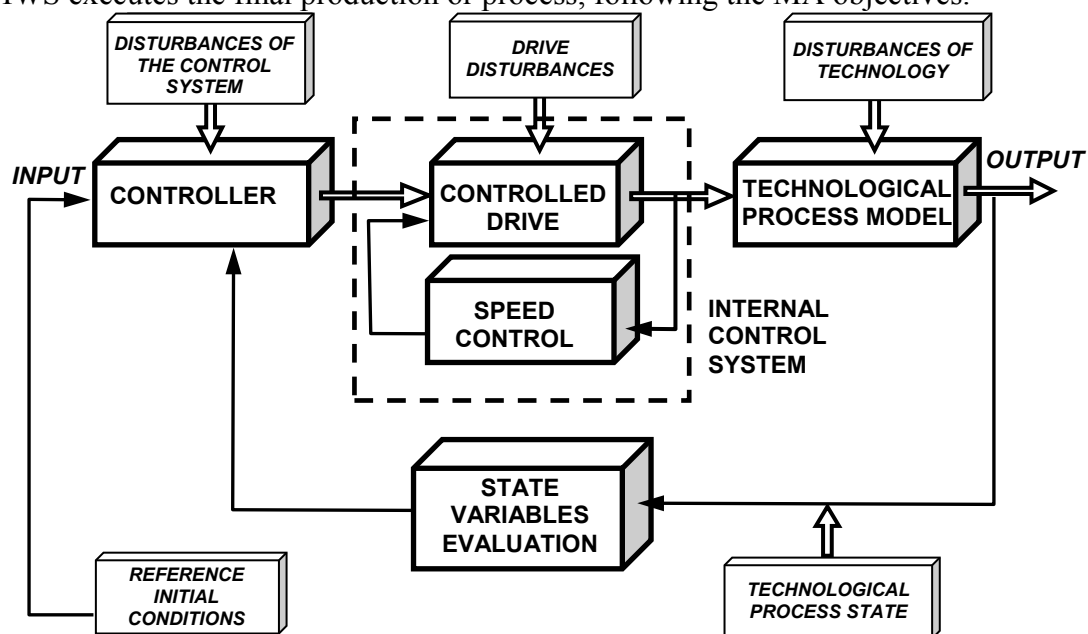 TWS executes the final production or process, following the MA objectives.
DISTURBANCES OF
THE CONTROL
SYSTEM
DRIVE
DISTURBANCES
DISTURBANCES OF
TECHNOLOGY
INPUT
CONTROLLER
CONTROLLED
DRIVE
TECHNOLOGICAL
PROCESS MODEL
OUTPUT
SPEED
CONTROL
INTERNAL
CONTROL
SYSTEM
STATE
VARIABLES
EVALUATION
REFERENCE
INITIAL
CONDITIONS
TECHNOLOGICAL
PROCESS STATE